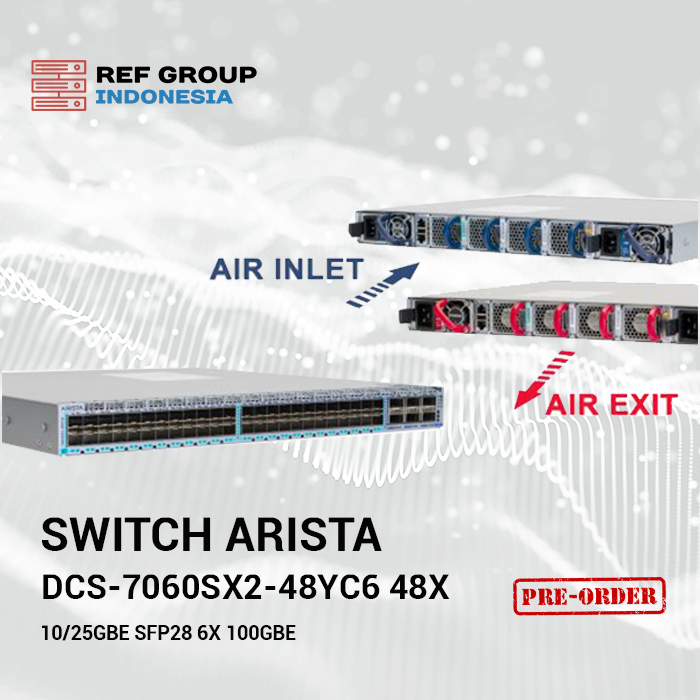 REF GROUP
INDONESIA
AIR INLET
AIR EXIT
ARISTA
SWITCH ARISTA
DCS-7060SX2-48YC6 48X
PRE-ORDER
10/25GBE SFP28 6X 100GBE